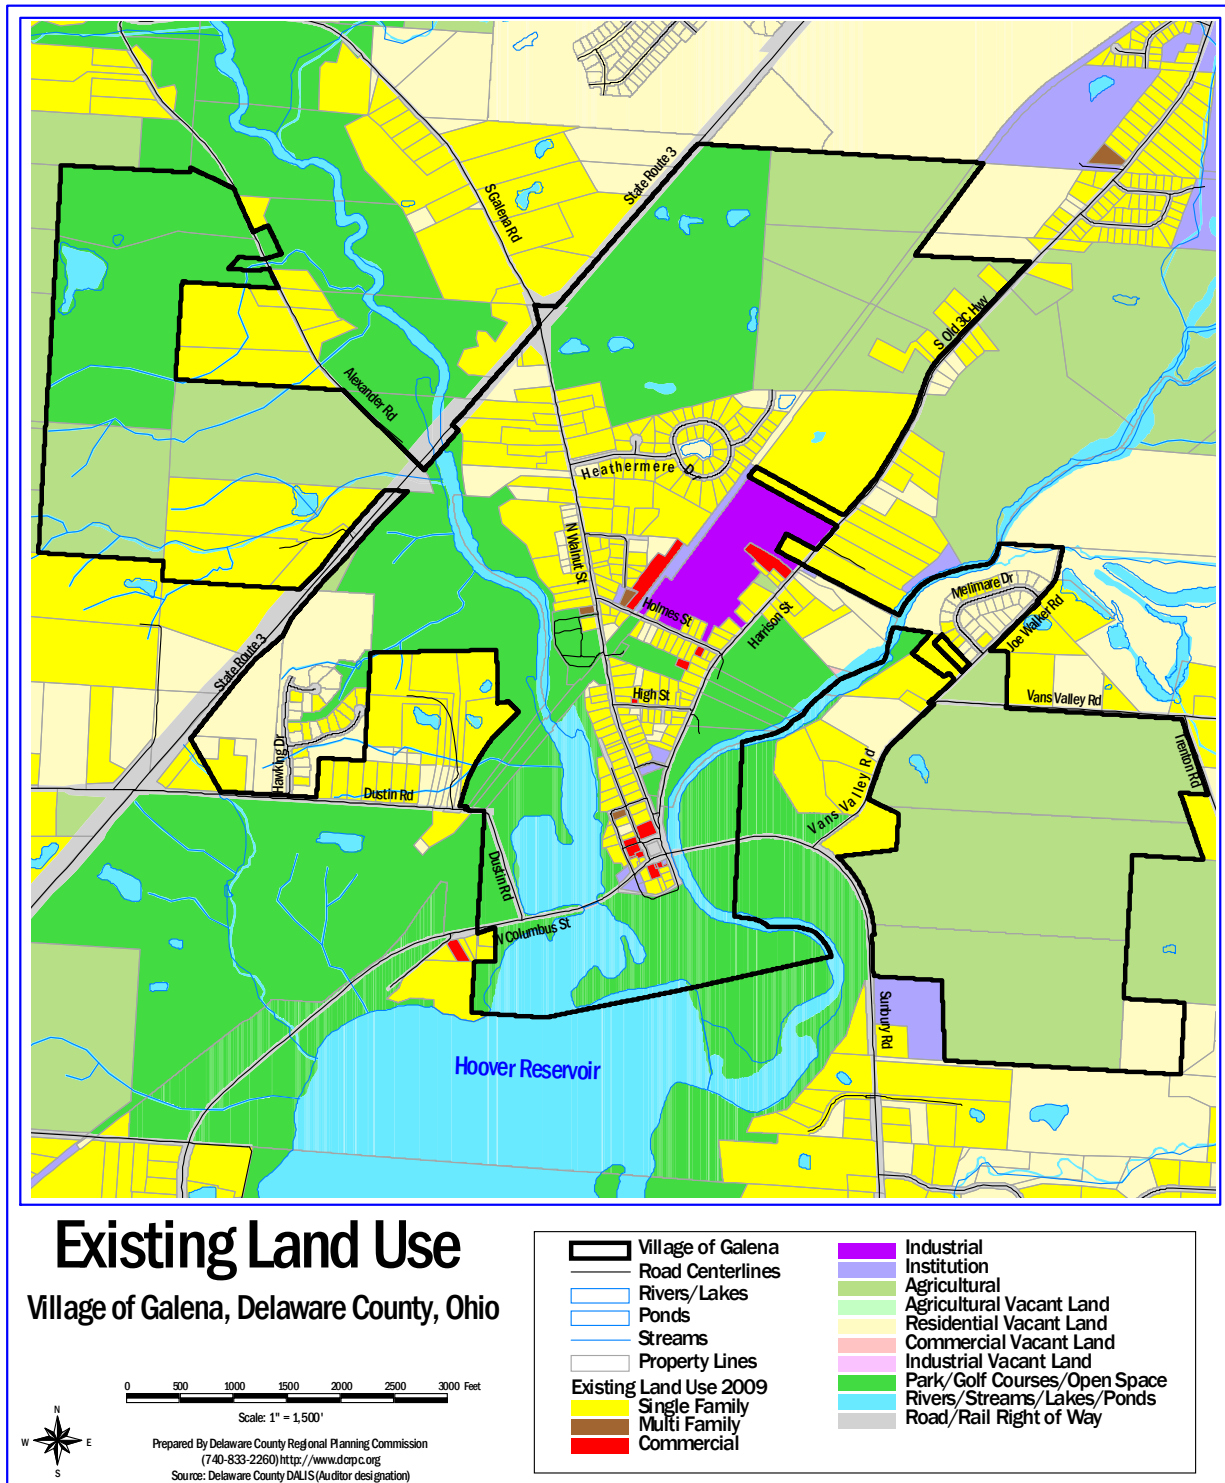 State Route 3
S Galena Rd
S Old 3C Hwy
Alexander Rd
Heathermere Dr
N Walnut St
Holmes St
Harrison St
Melimare Dr
Joe Walker Rd
State Route 3
High St
Vans Valley Rd
Trenton Rd
Hawking Dr
Dustin Rd
Vans Valley Rd
Dustin Rd
W Columbus St
Sunbury Rd
Hoover Reservoir
Existing Land Use
Village of Galena, Delaware County, Ohio
0 500 1000 1500 2000 2500 3000 Feet
Scale: 1" = 1,500'
N
W E
S
Prepared By Delaware County Regional Planning Commission
(740-833-2260) http://www.dcrpc.org
Source: Delaware County DALIS (Auditor designation)
Village of Galena
Road Centerlines
Rivers/Lakes
Ponds
Streams
Property Lines
Existing Land Use 2009
Single Family
Multi Family
Commercial
Industrial
Institution
Agricultural
Agricultural Vacant Land
Residential Vacant Land
Commercial Vacant Land
Industrial Vacant Land
Park/Golf Courses/Open Space
Rivers/Streams/Lakes/Ponds
Road/Rail Right of Way